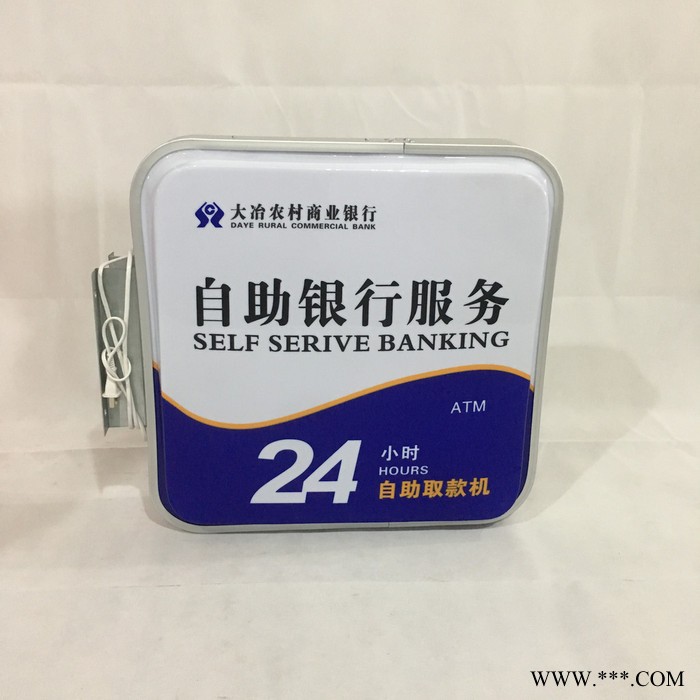 大冶农村商业银行
DAYE RURAL COMMERCIAL BANK
自助银行服务
SELF SERIVE BANKING
ATM
24 小时
HOURS
自助取款机
WWW.***.COM